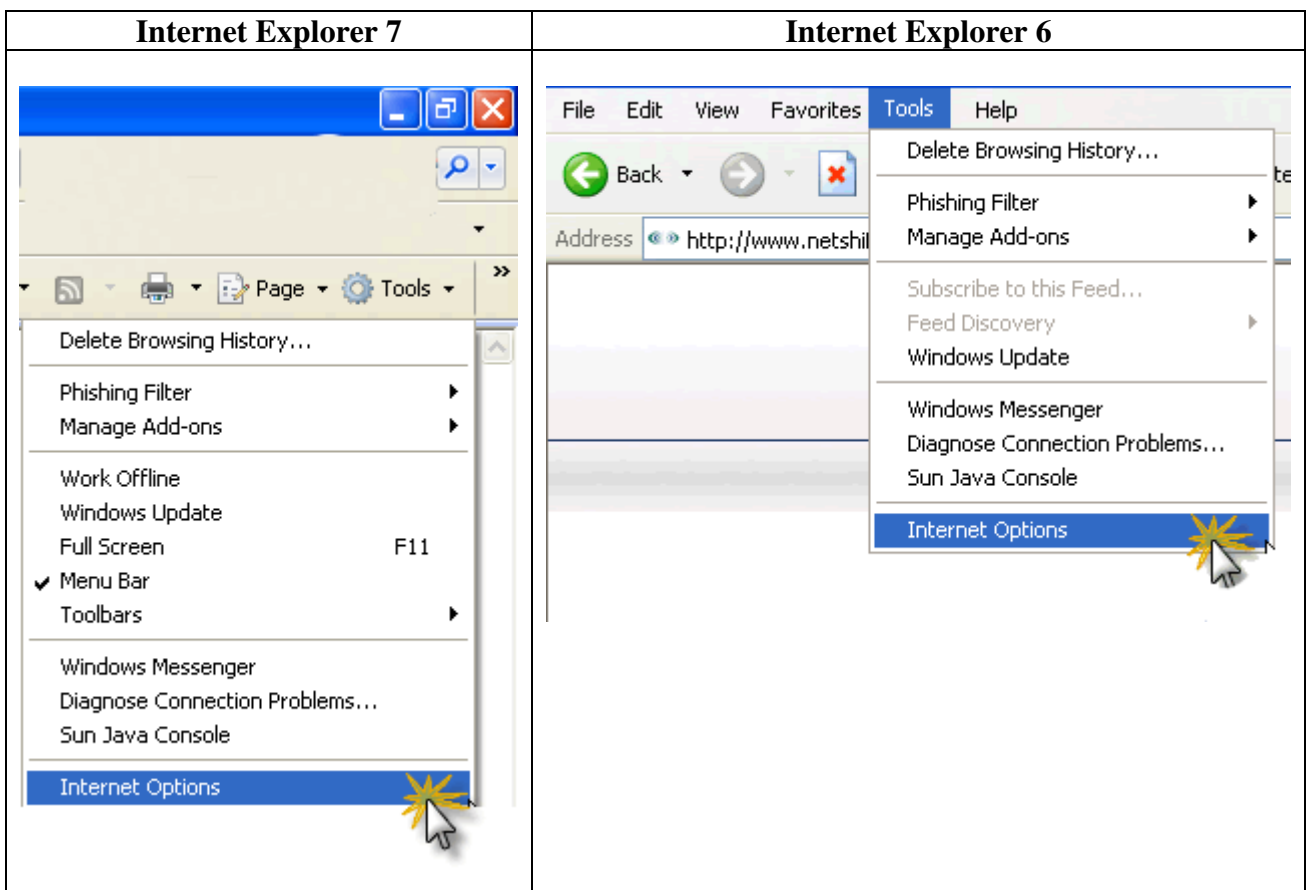 Internet Explorer 7
Page Tools »
Delete Browsing History...
Phishing Filter
Manage Add-ons
Work Offline
Windows Update
Full Screen F11
Menu Bar
Toolbars
Windows Messenger
Diagnose Connection Problems...
Sun Java Console
Internet Options
Internet Explorer 6
File Edit View Favorites Tools Help
Back
Address http://www.netshif
Delete Browsing History...
Phishing Filter
Manage Add-ons
Subscribe to this Feed...
Feed Discovery
Windows Update
Windows Messenger
Diagnose Connection Problems...
Sun Java Console
Internet Options